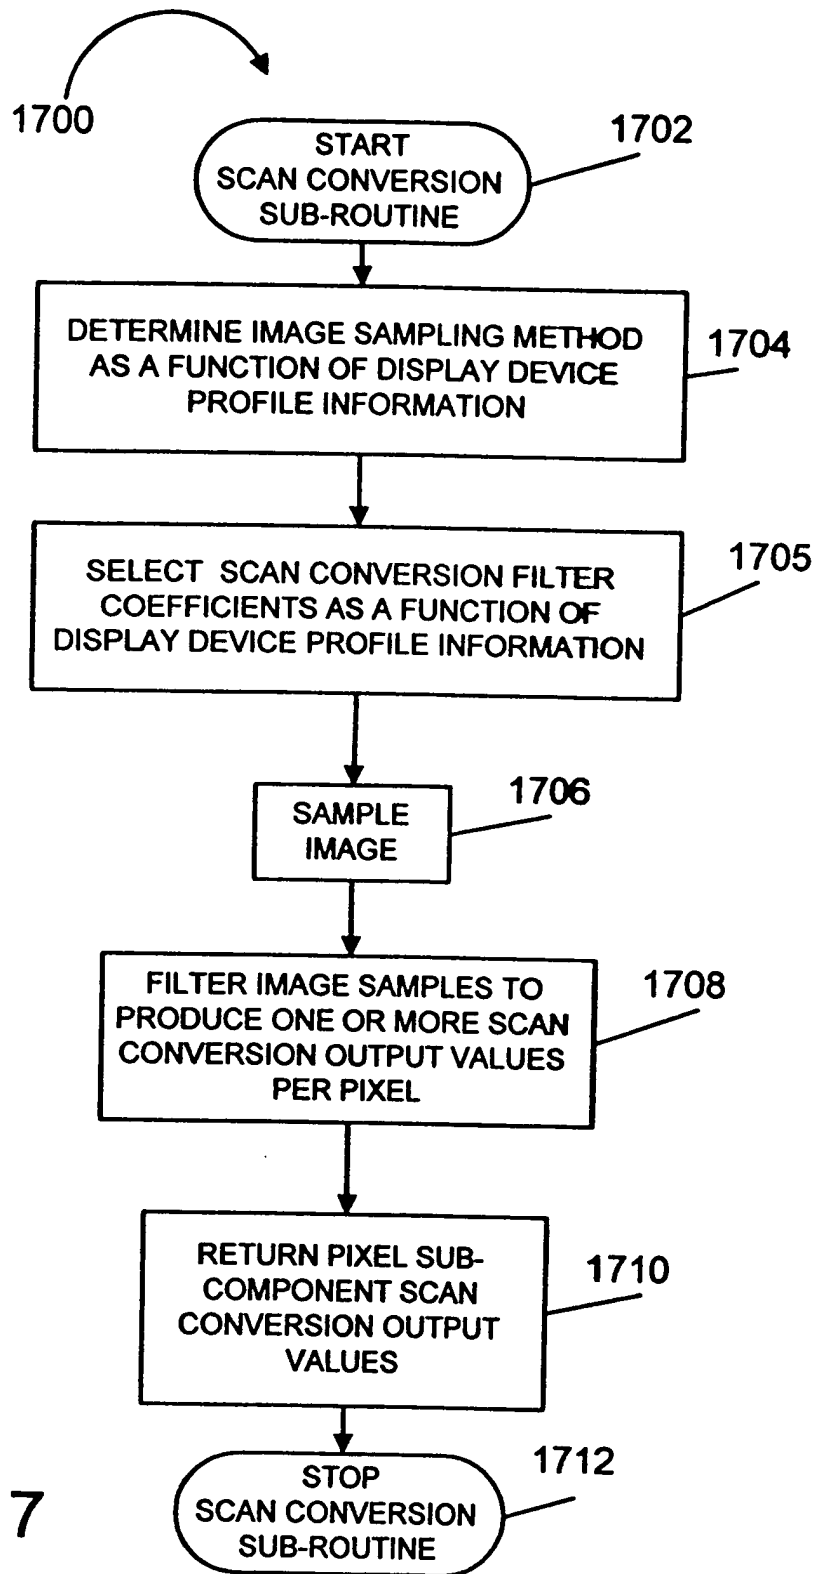 1700
1702
START
SCAN CONVERSION
SUB-ROUTINE
DETERMINE IMAGE SAMPLING METHOD
AS A FUNCTION OF DISPLAY DEVICE
PROFILE INFORMATION
1704
SELECT SCAN CONVERSION FILTER
COEFFICIENTS AS A FUNCTION OF
DISPLAY DEVICE PROFILE INFORMATION
1705
SAMPLE
IMAGE
1706
FILTER IMAGE SAMPLES TO
PRODUCE ONE OR MORE SCAN
CONVERSION OUTPUT VALUES
PER PIXEL
1708
RETURN PIXEL SUB-
COMPONENT SCAN
CONVERSION OUTPUT
VALUES
1710
STOP
SCAN CONVERSION
SUB-ROUTINE
1712
7